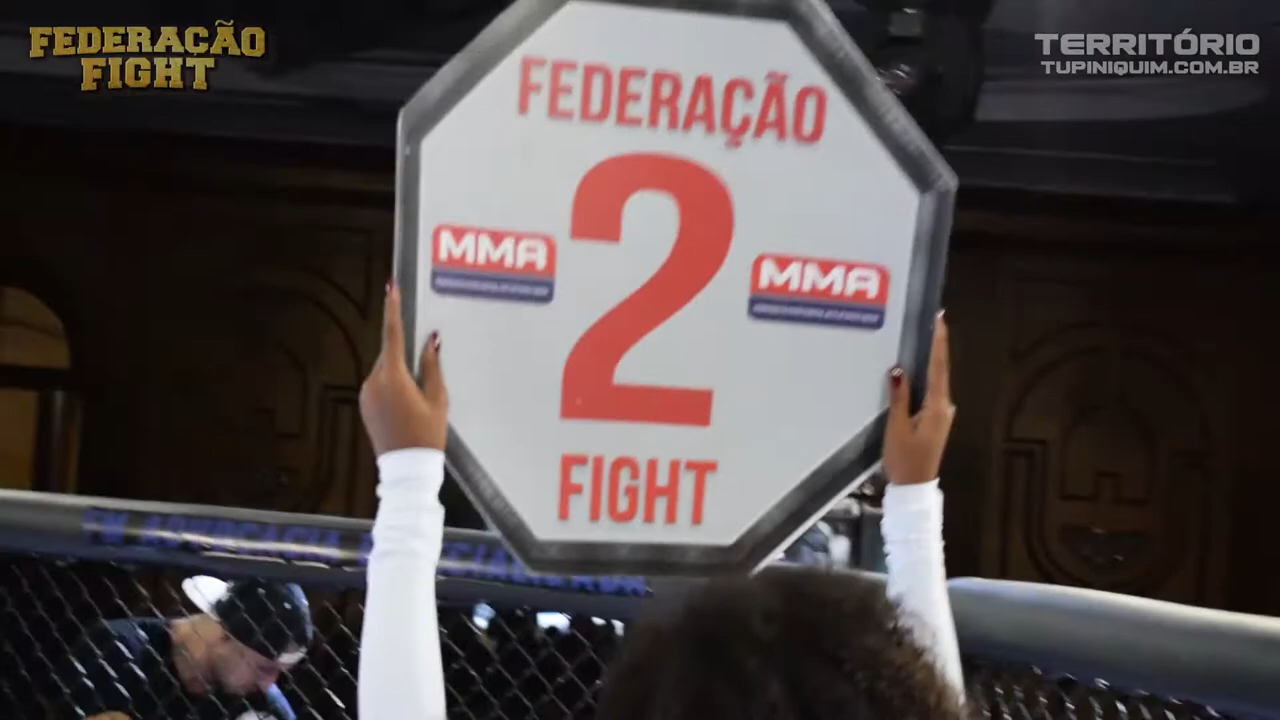 FEDERAÇÃO
FIGHT
TERRITÓRIO
TUPINIQUIM.COM.BR
FEDERAÇÃO
2
MMA
MMA
FIGHT